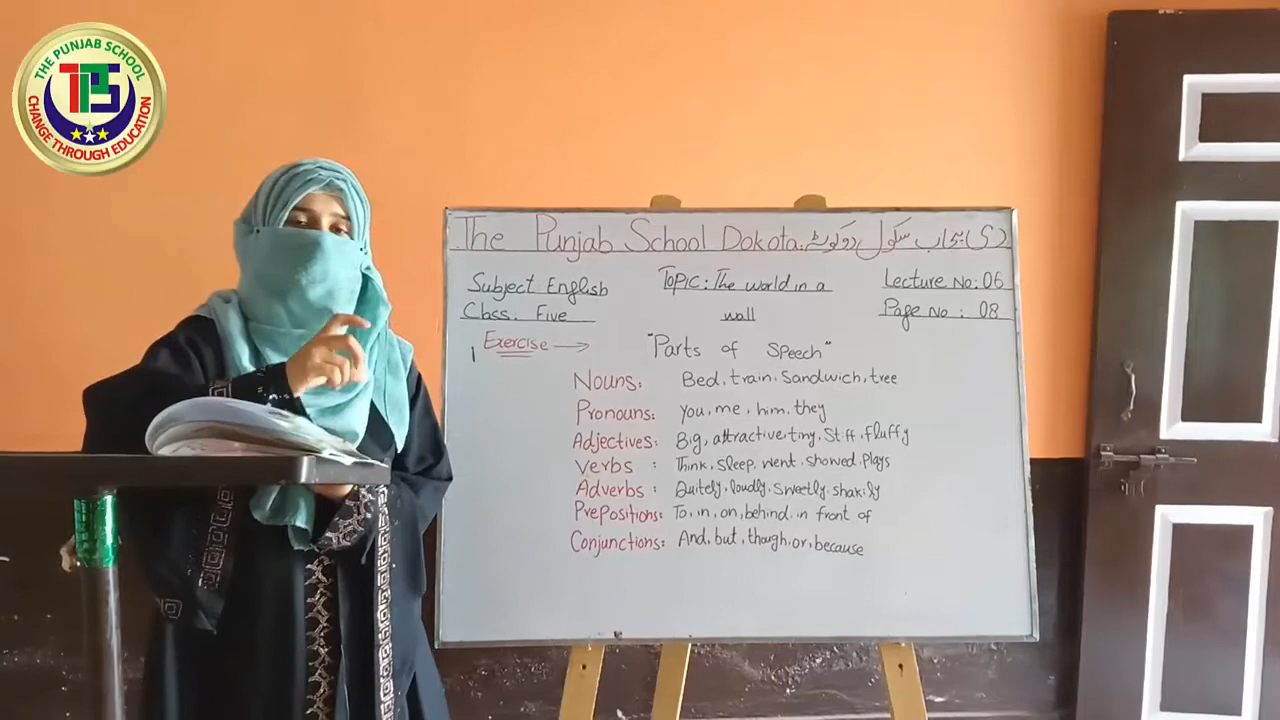 THE PUNJAB SCHOOL
TPS
CHANGE THROUGH EDUCATION
The Punjab School Dokota. (دی) پنجاب سکول دوکوٹہ
Subject English
Class. Five
Topic: The world in a
wall
Lecture No: 06
Page No : 08
1 Exercise →
"Parts of Speech"
Nouns: Bed, train, Sandwich, tree
Pronouns: you, me, him, they
Adjectives: Big, attractive, tiny, Stiff, fluffy
Verbs : Think, Sleep, Went, showed, Plays
Adverbs : Quitely, loudly, Sweetly, shakily
Prepositions: To, in, on, behind, in front of
Conjunctions: And, but, though, or, because